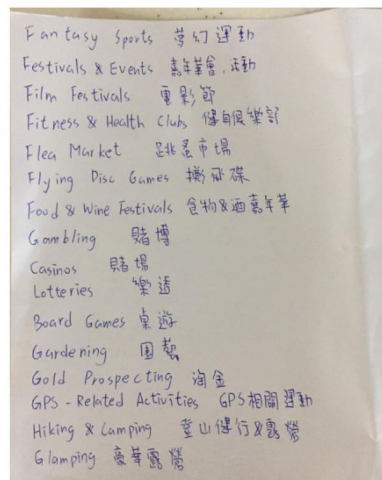 Fantasy Sports 夢幻運動
Festivals & Events 嘉年華會、活動
Film Festivals 電影節
Fitness & Health Clubs 健身俱樂部
Flea Market 跳蚤市場
Flying Disc Games 擲飛碟
Food & Wine Festivals 食物&酒嘉年華
Gambling 賭博
Casinos 賭場
Lotteries 樂透
Board Games 桌遊
Gardening 園藝
Gold Prospecting 淘金
GPS-Related Activities GPS相關運動
Hiking & Camping 登山健行&露營
Glamping 豪華露營